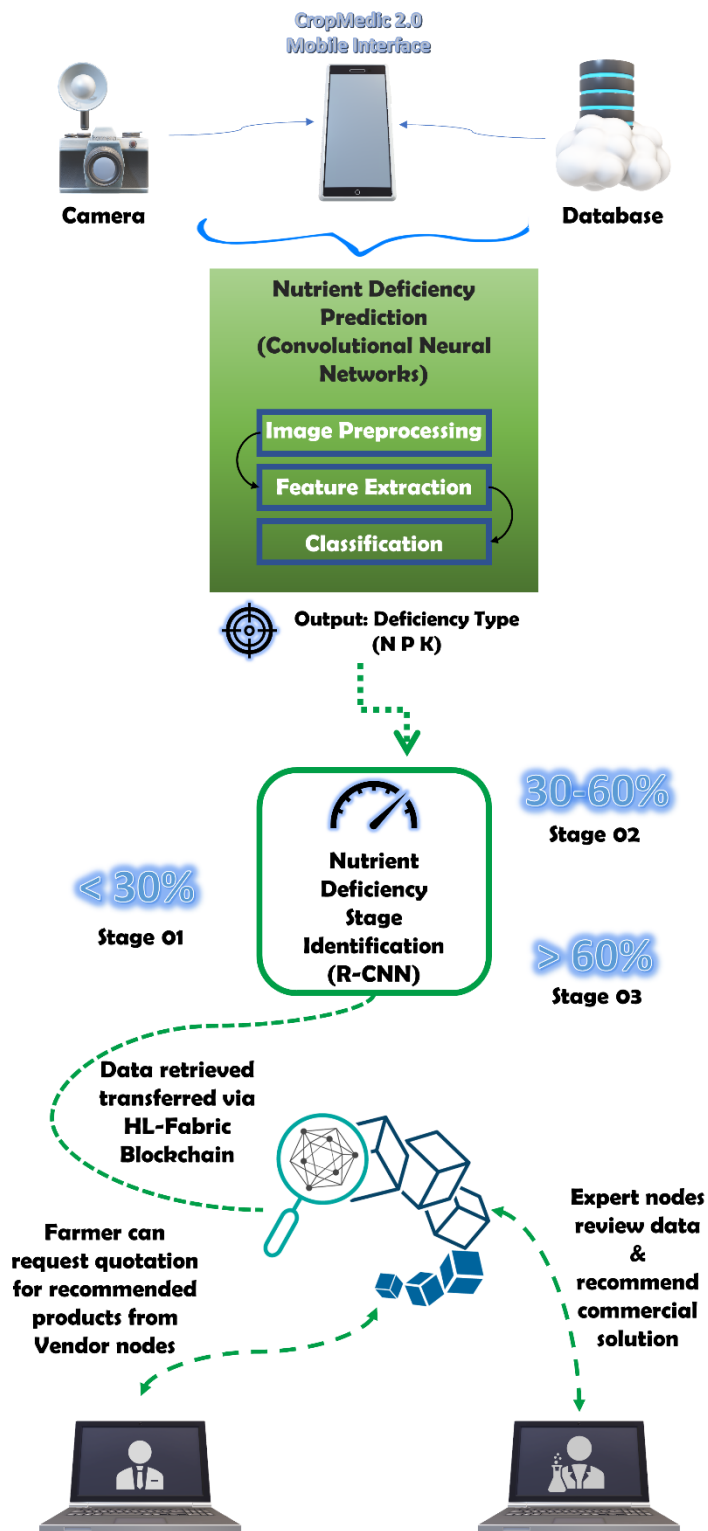 CropMedic 2.0
Mobile Interface
Camera
Database
Nutrient Deficiency
Prediction
(Convolutional Neural
Networks)
Image Preprocessing
Feature Extraction
Classification
Output: Deficiency Type
(N P K)
30-60%
Stage 02
< 30%
Stage 01
Nutrient
Deficiency
Stage
Identification
(R-CNN)
> 60%
Stage 03
Data retrieved
transferred via
HL-Fabric
Blockchain
Farmer can
request quotation
for recommended
products from
Vendor nodes
Expert nodes
review data
&
recommend
commercial
solution